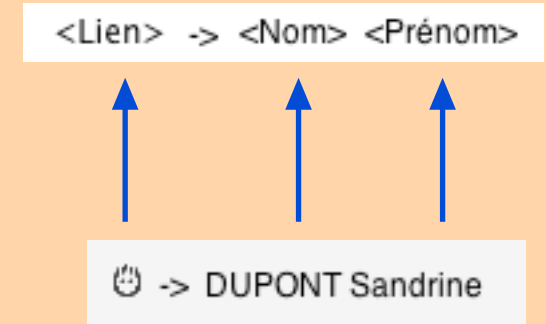 <Lien> -> <Nom> <Prénom>
-> DUPONT Sandrine